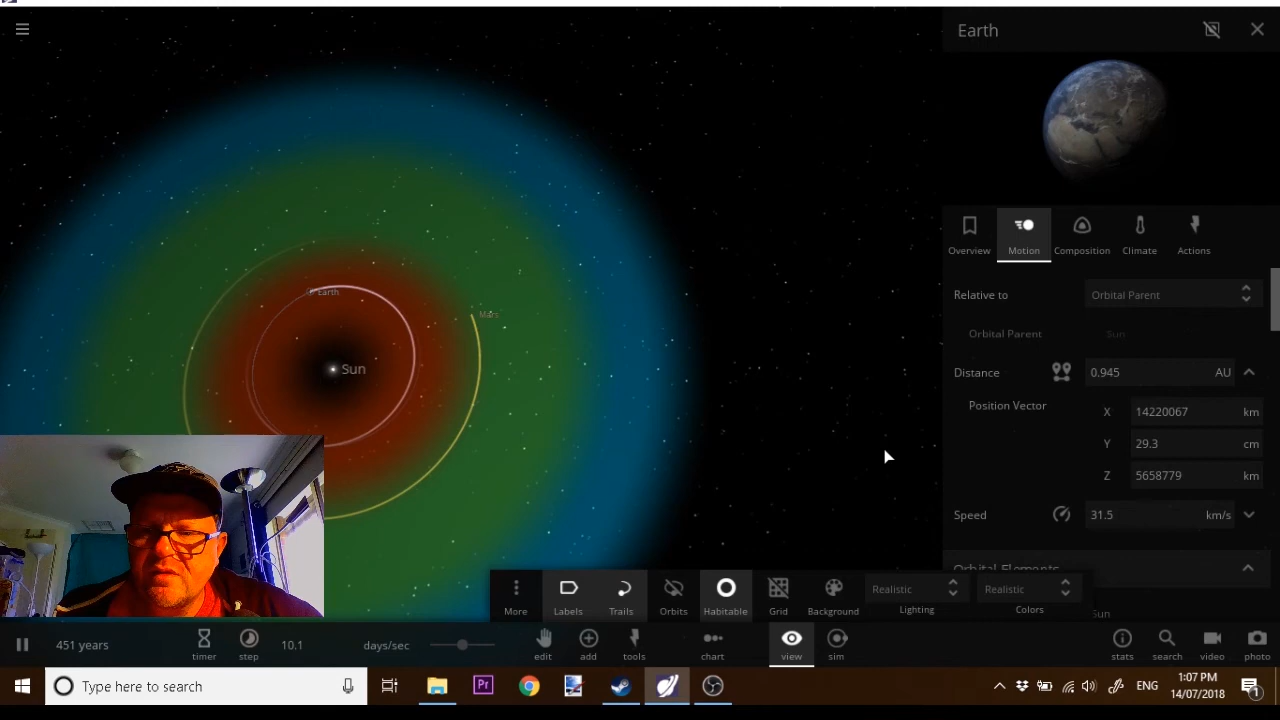 Earth
Overview Motion Composition Climate Actions
Relative to Orbital Parent
Orbital Parent Sun
Distance 0.945 AU
Position Vector X 14220067 km
Y 29.3 cm
Z 5658779 km
Speed 31.5 km/s
Orbital Elements
Sun
Earth
Mars
Sun
More Labels Trails Orbits Habitable Grid Background Realistic Lighting Realistic Colors
451 years timer step 10.1 days/sec edit add tools chart view sim stats search video photo
Type here to search Pr ENG 1:07 PM 14/07/2018 1